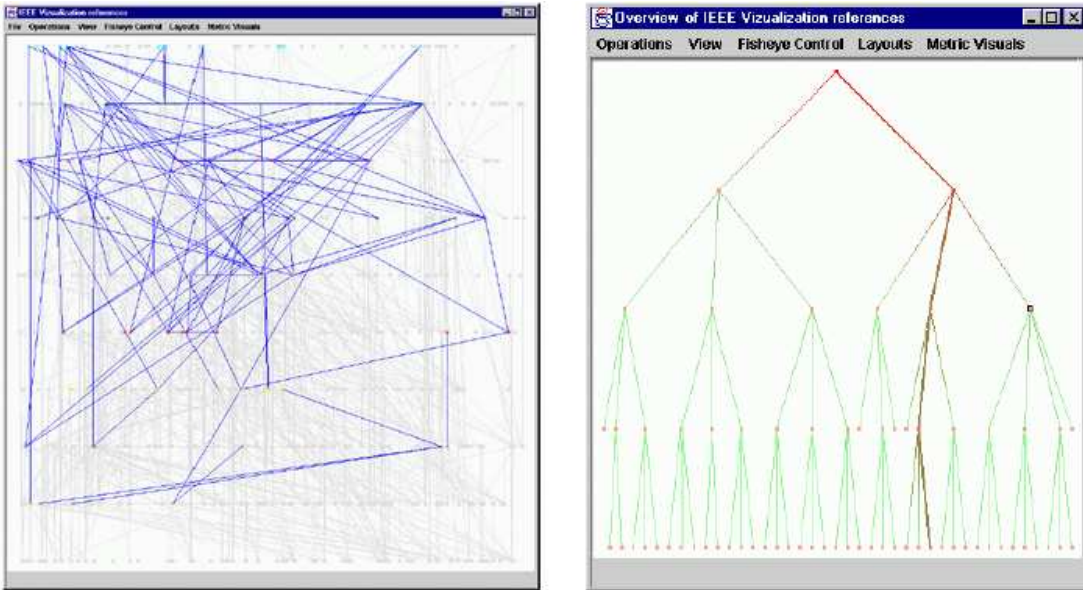 IEEE Vizualization references
File Operations View Fisheye Control Layouts Metric Visuals
Overview of IEEE Vizualization references
Operations View Fisheye Control Layouts Metric Visuals